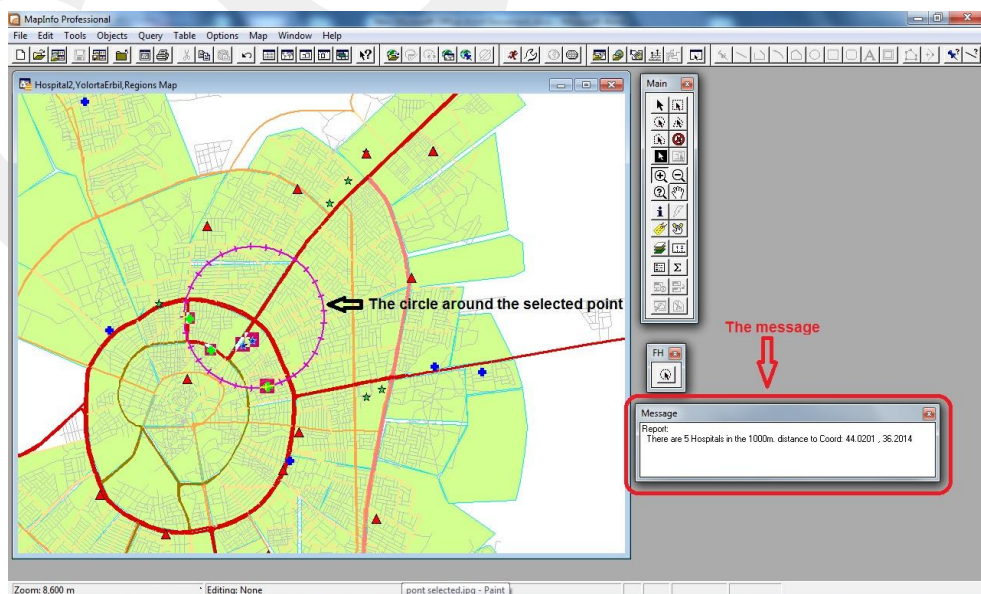 MapInfo Professional
File Edit Tools Objects Query Table Options Map Window Help
Hospital2,YolortaErbil,Regions Map
Main
The circle around the selected point
The message
FH
Message
Report:
There are 5 Hospitals in the 1000m. distance to Coord: 44.0201 , 36.2014
Zoom: 8,600 m
Editing: None
pont selected.jpg - Paint